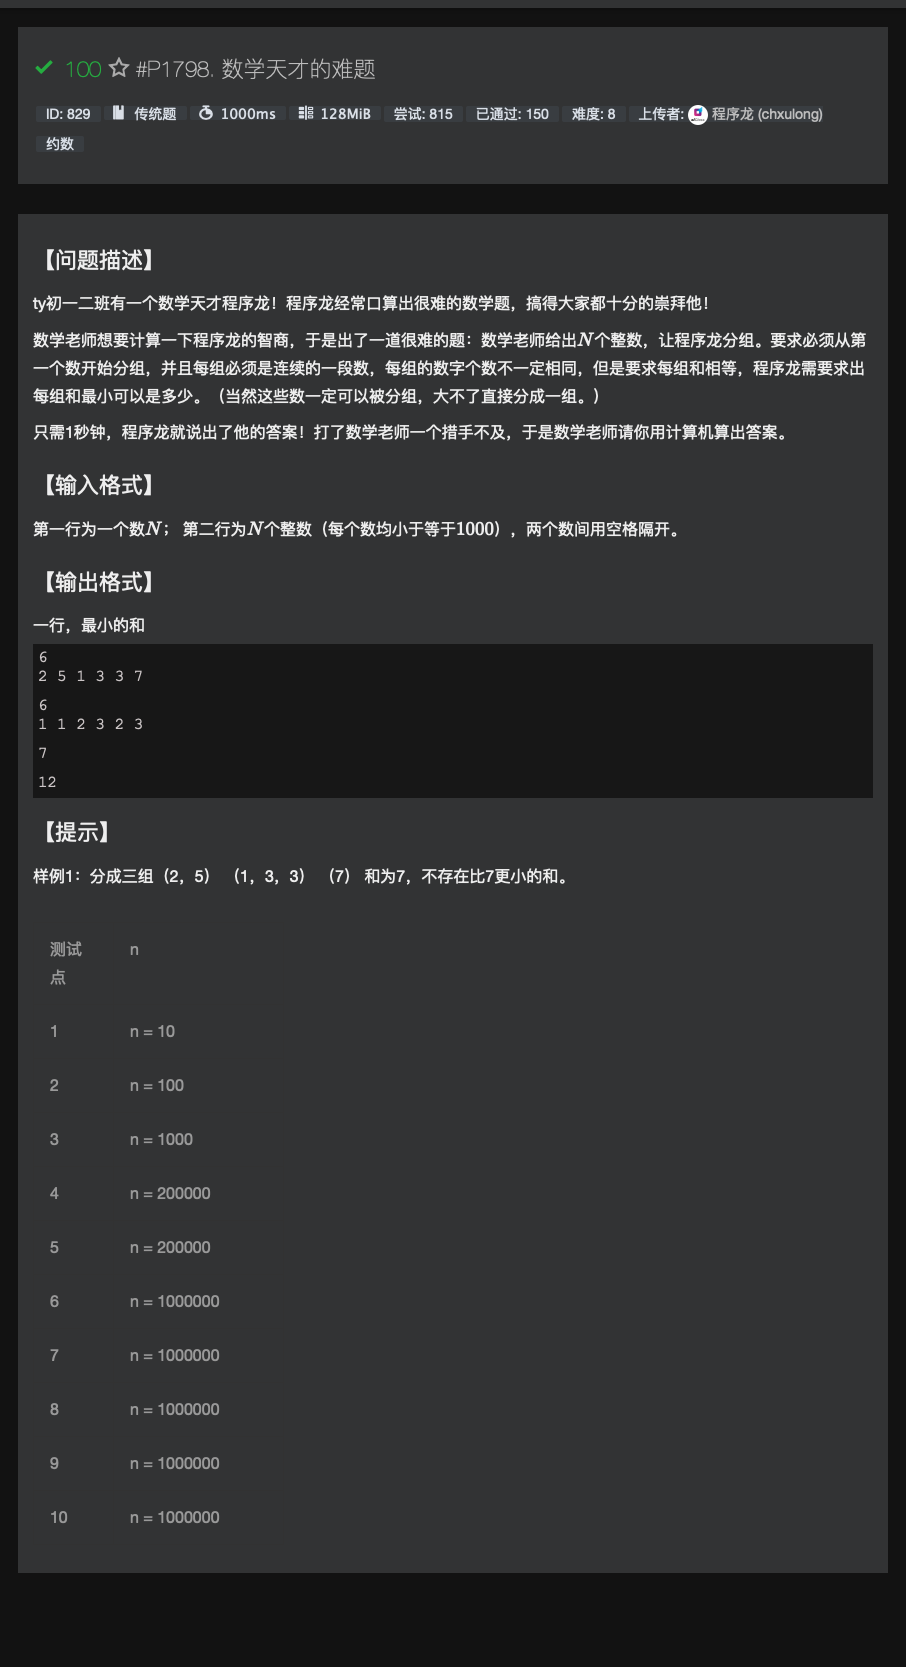 100 #P1798. 数学天才的难题
ID: 829 传统题 1000ms 128MiB 尝试: 815 已通过: 150 难度: 8 上传者: 程序龙 (chxulong)
约数
【问题描述】
ty初一二班有一个数学天才程序龙！程序龙经常口算出很难的数学题，搞得大家都十分的崇拜他！
数学老师想要计算一下程序龙的智商，于是出了一道很难的题：数学老师给出N个整数，让程序龙分组。要求必须从第
一个数开始分组，并且每组必须是连续的一段数，每组的数字个数不一定相同，但是要求每组和相等，程序龙需要求出
每组和最小可以是多少。（当然这些数一定可以被分组，大不了直接分成一组。）
只需1秒钟，程序龙就说出了他的答案！打了数学老师一个措手不及，于是数学老师请你用计算机算出答案。
【输入格式】
第一行为一个数N； 第二行为N个整数（每个数均小于等于1000），两个数间用空格隔开。
【输出格式】
一行，最小的和
6
2 5 1 3 3 7
6
1 1 2 3 2 3
7
12
【提示】
样例1：分成三组（2，5） （1，3，3） （7） 和为7，不存在比7更小的和。
测试 n
点
1 n = 10
2 n = 100
3 n = 1000
4 n = 200000
5 n = 200000
6 n = 1000000
7 n = 1000000
8 n = 1000000
9 n = 1000000
10 n = 1000000